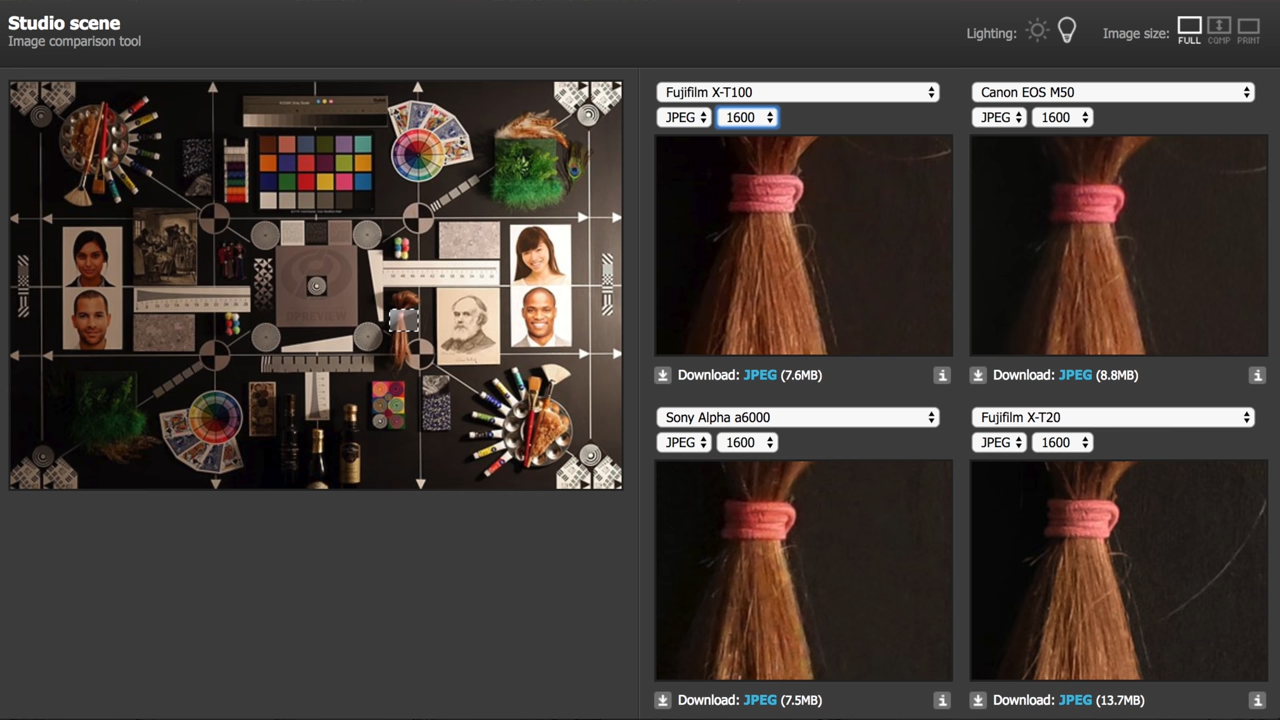 Studio scene
Image comparison tool
Lighting:
Image size:
FULL
COMP
PRINT
DPREVIEW
Fujifilm X-T100
JPEG
1600
Download: JPEG (7.6MB)
i
Canon EOS M50
JPEG
1600
Download: JPEG (8.8MB)
i
Sony Alpha a6000
JPEG
1600
Download: JPEG (7.5MB)
i
Fujifilm X-T20
JPEG
1600
Download: JPEG (13.7MB)
i